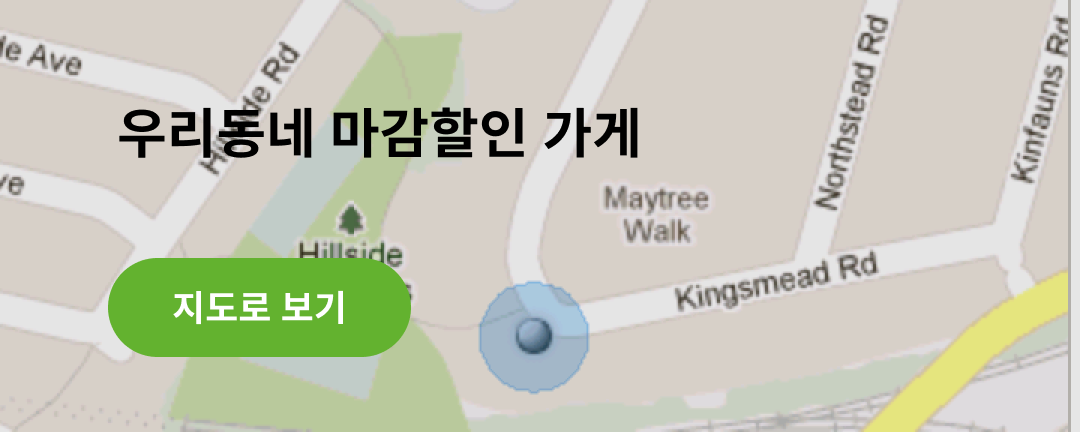 de Ave
Hillside Rd
우리동네 마감할인 가게
Northstead Rd
Kinfauns Rd
Maytree
Walk
Hillside
Kingsmead Rd
지도로 보기